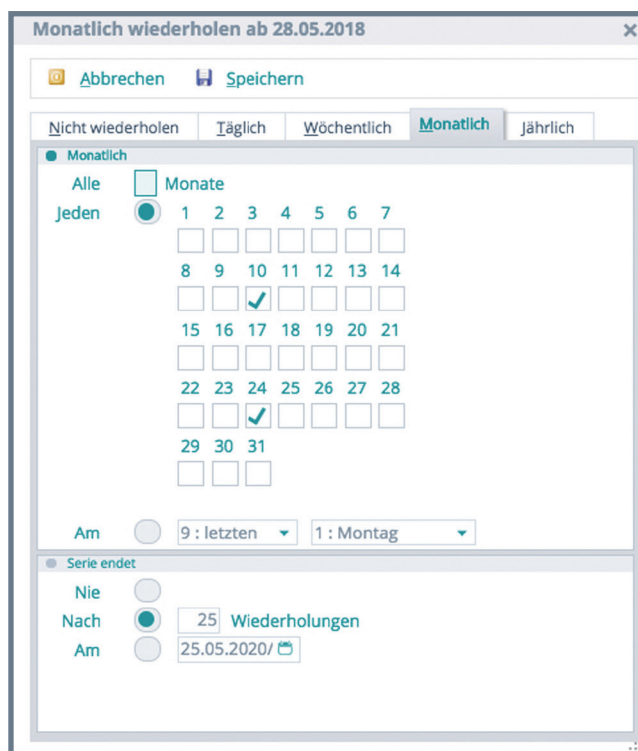 Monatlich wiederholen ab 28.05.2018
Abbrechen Speichern
Nicht wiederholen Täglich Wöchentlich Monatlich Jährlich
Monatlich
Alle Monate
Jeden 1 2 3 4 5 6 7
8 9 10 11 12 13 14
15 16 17 18 19 20 21
22 23 24 25 26 27 28
29 30 31
Am 9 : letzten 1 : Montag
Serie endet
Nie
Nach 25 Wiederholungen
Am 25.05.2020/